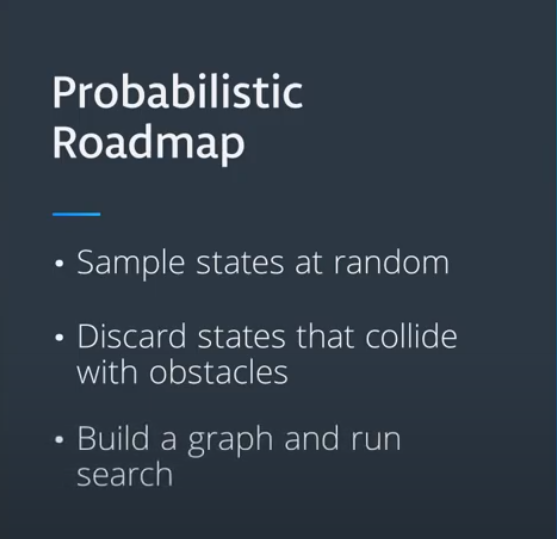 Probabilistic
Roadmap
• Sample states at random
• Discard states that collide
with obstacles
• Build a graph and run
search